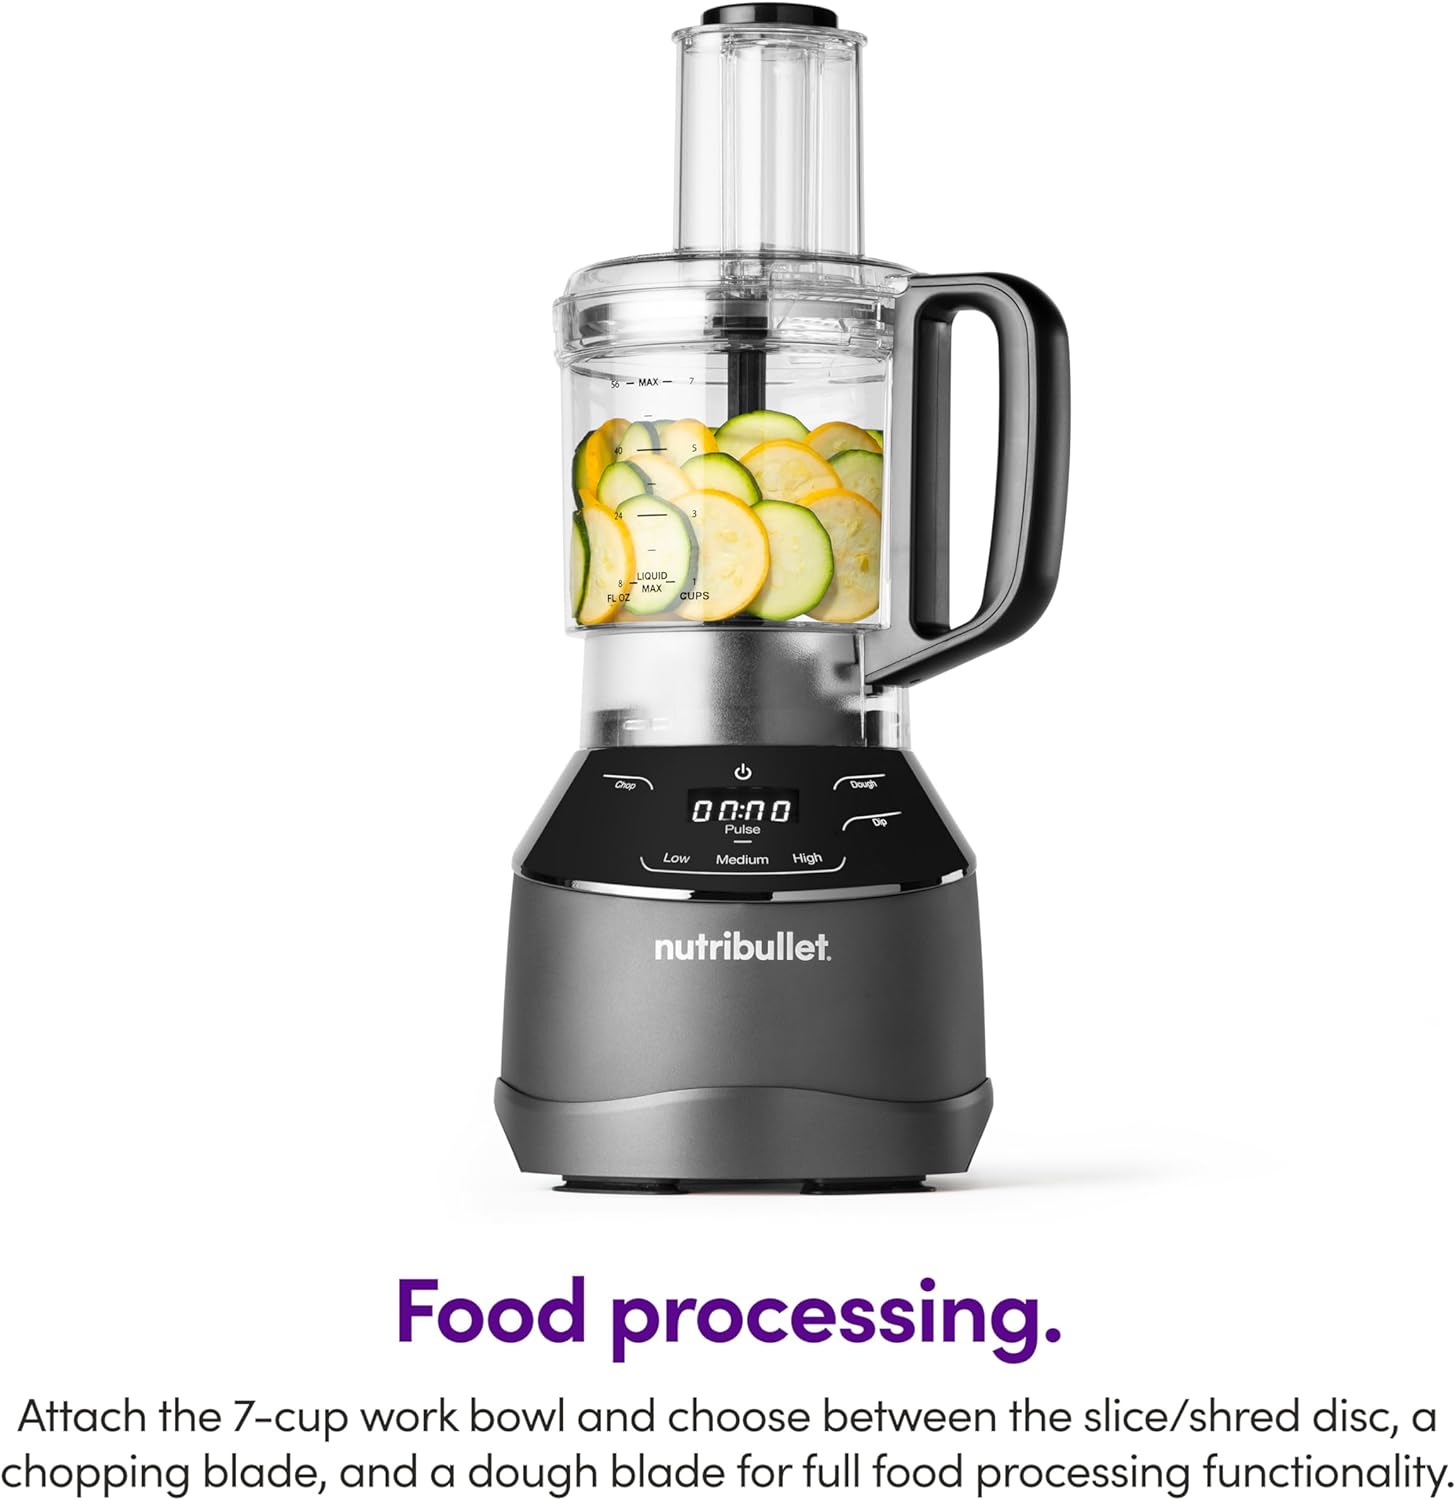 56 — MAX — 7
40 5
24 3
8 — LIQUID MAX — 1
FL OZ CUPS
Chop
Dough
00:00
Dip
Pulse
Low Medium High
nutribullet®
Food processing.
Attach the 7-cup work bowl and choose between the slice/shred disc, a
chopping blade, and a dough blade for full food processing functionality.